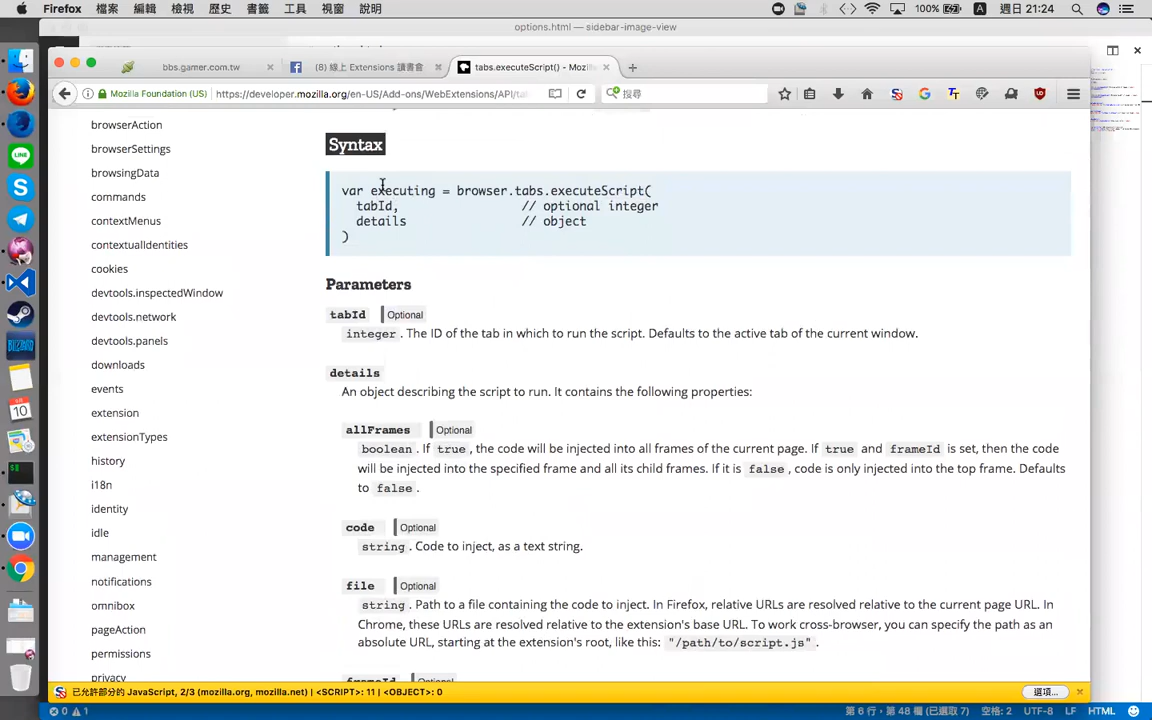 Firefox 檔案 編輯 檢視 歷史 書籤 工具 視窗 說明 100% A 週日 21:24
options.html — sidebar-image-view
bbs.gamer.com.tw × (8) 線上 Extensions 讀書會 × tabs.executeScript() - Mozil × +
Mozilla Foundation (US) https://developer.mozilla.org/en-US/Add-ons/WebExtensions/API/ta 搜尋
browserAction
browserSettings
browsingData
commands
contextMenus
contextualIdentities
cookies
devtools.inspectedWindow
devtools.network
devtools.panels
downloads
events
extension
extensionTypes
history
i18n
identity
idle
management
notifications
omnibox
pageAction
permissions
privacy
Syntax
var executing = browser.tabs.executeScript(
tabId, // optional integer
details // object
)
Parameters
tabId Optional
integer . The ID of the tab in which to run the script. Defaults to the active tab of the current window.
details
An object describing the script to run. It contains the following properties:
allFrames Optional
boolean . If true , the code will be injected into all frames of the current page. If true and frameId is set, then the code
will be injected into the specified frame and all its child frames. If it is false , code is only injected into the top frame. Defaults
to false .
code Optional
string . Code to inject, as a text string.
file Optional
string . Path to a file containing the code to inject. In Firefox, relative URLs are resolved relative to the current page URL. In
Chrome, these URLs are resolved relative to the extension's base URL. To work cross-browser, you can specify the path as an
absolute URL, starting at the extension's root, like this: "/path/to/script.js" .
frameId Optional
已允許部分的 JavaScript, 2/3 (mozilla.org, mozilla.net) | <SCRIPT>: 11 | <OBJECT>: 0 選項... ×
0 1 第 6 行，第 48 欄 (已選取 7) 空格: 2 UTF-8 LF HTML